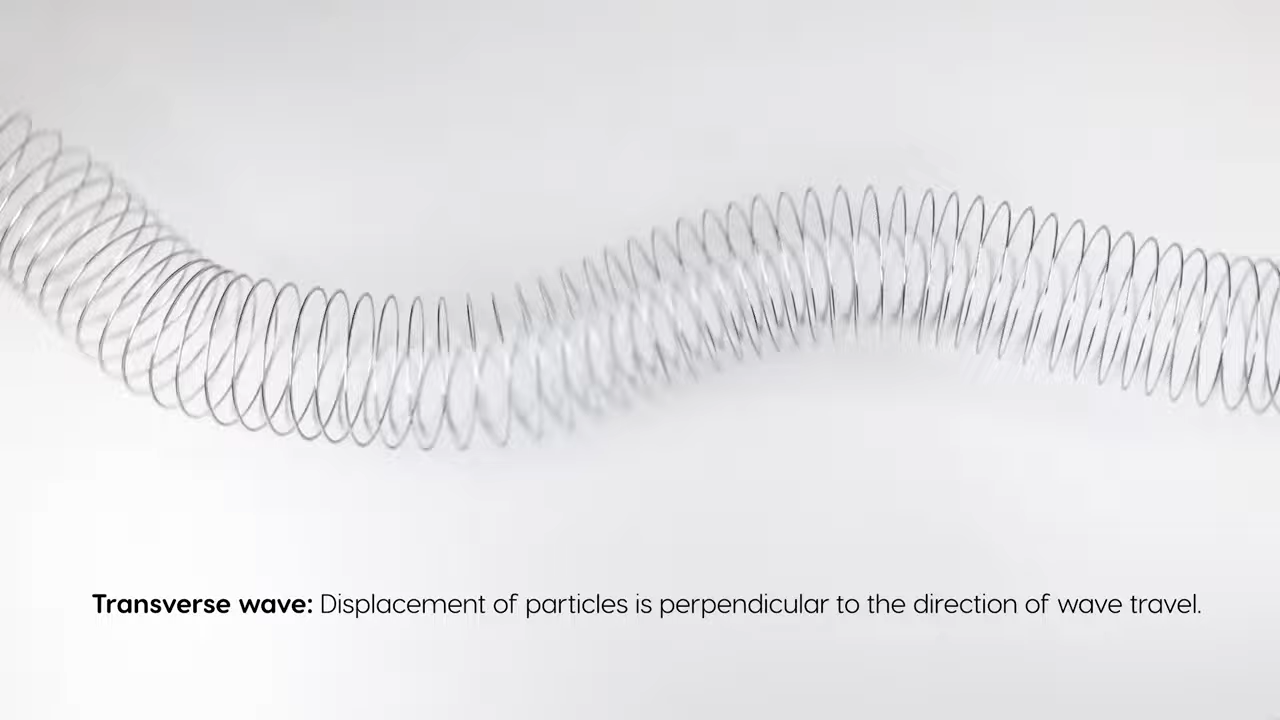 Transverse wave: Displacement of particles is perpendicular to the direction of wave travel.